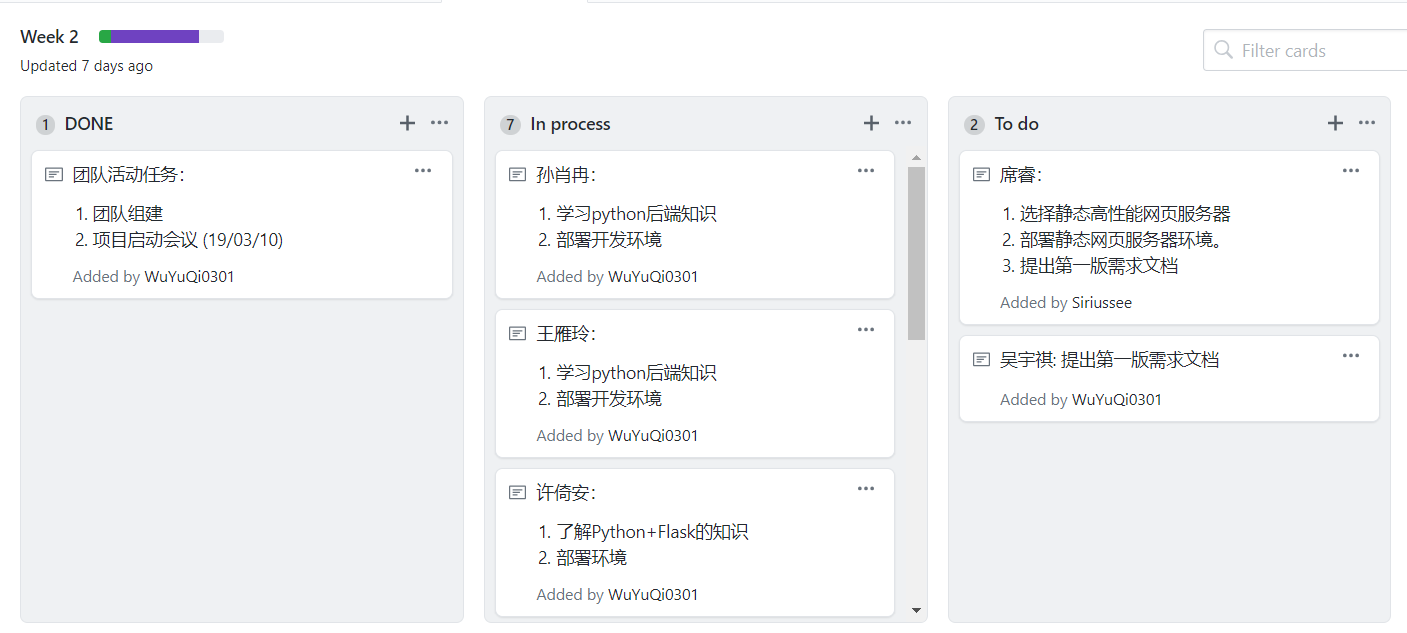 Week 2
Updated 7 days ago
Filter cards
1 DONE
团队活动任务:
1. 团队组建
2. 项目启动会议 (19/03/10)
Added by WuYuQi0301
7 In process
孙肖冉:
1. 学习python后端知识
2. 部署开发环境
Added by WuYuQi0301
王雁玲:
1. 学习python后端知识
2. 部署开发环境
Added by WuYuQi0301
许倚安:
1. 了解Python+Flask的知识
2. 部署环境
Added by WuYuQi0301
2 To do
席睿:
1. 选择静态高性能网页服务器
2. 部署静态网页服务器环境。
3. 提出第一版需求文档
Added by Siriussee
吴宇祺: 提出第一版需求文档
Added by WuYuQi0301